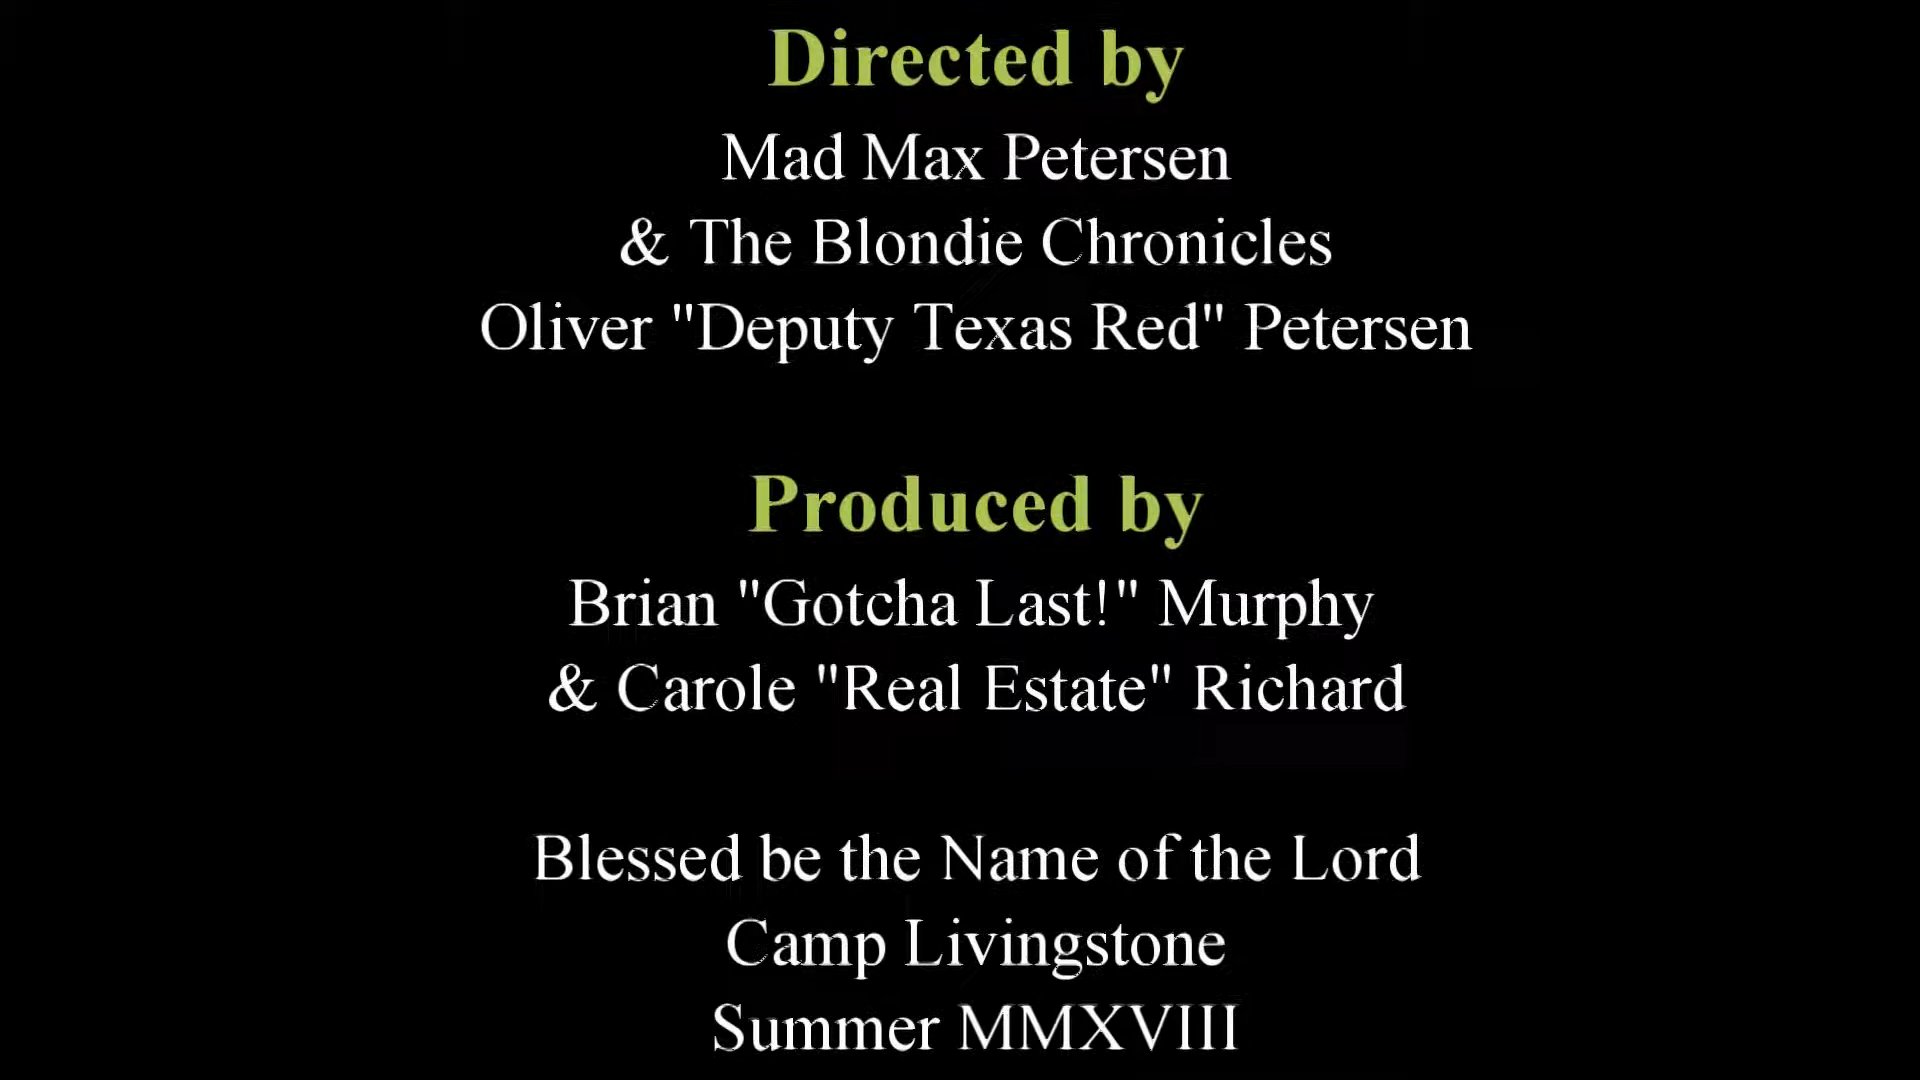 Directed by
Mad Max Petersen
& The Blondie Chronicles
Oliver "Deputy Texas Red" Petersen
Produced by
Brian "Gotcha Last!" Murphy
& Carole "Real Estate" Richard
Blessed be the Name of the Lord
Camp Livingstone
Summer MMXVIII